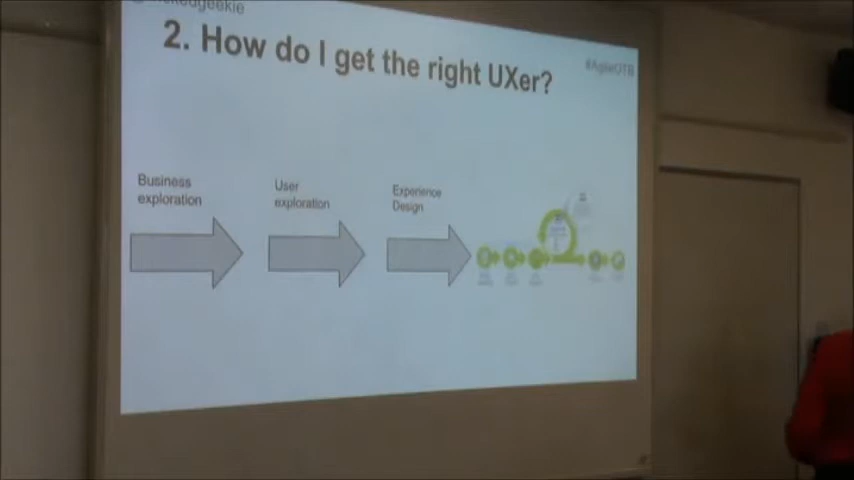 2. How do I get the right UXer?
#AgileOTB
Business
exploration
User
exploration
Experience
Design